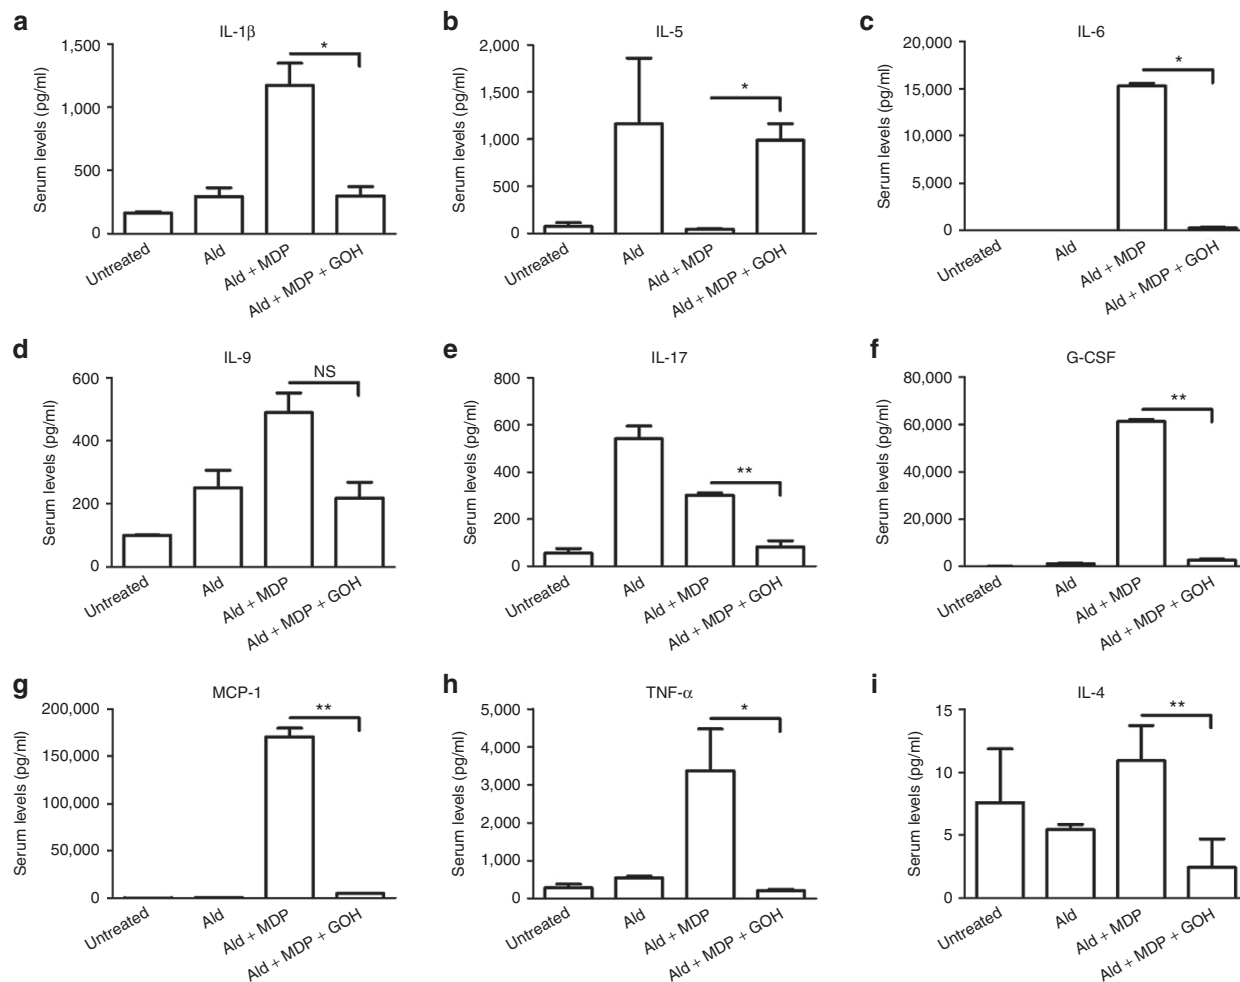 a
IL-1β
Serum levels (pg/ml)
1,500
1,000
500
0
*
Untreated
Ald
Ald + MDP
Ald + MDP + GOH
b
IL-5
Serum levels (pg/ml)
2,000
1,500
1,000
500
0
*
Untreated
Ald
Ald + MDP
Ald + MDP + GOH
c
IL-6
Serum levels (pg/ml)
20,000
15,000
10,000
5,000
0
*
Untreated
Ald
Ald + MDP
Ald + MDP + GOH
d
IL-9
Serum levels (pg/ml)
600
400
200
0
NS
Untreated
Ald
Ald + MDP
Ald + MDP + GOH
e
IL-17
Serum levels (pg/ml)
800
600
400
200
0
**
Untreated
Ald
Ald + MDP
Ald + MDP + GOH
f
G-CSF
Serum levels (pg/ml)
80,000
60,000
40,000
20,000
0
**
Untreated
Ald
Ald + MDP
Ald + MDP + GOH
g
MCP-1
Serum levels (pg/ml)
200,000
150,000
100,000
50,000
0
**
Untreated
Ald
Ald + MDP
Ald + MDP + GOH
h
TNF-α
Serum levels (pg/ml)
5,000
4,000
3,000
2,000
1,000
0
*
Untreated
Ald
Ald + MDP
Ald + MDP + GOH
i
IL-4
Serum levels (pg/ml)
15
10
5
0
**
Untreated
Ald
Ald + MDP
Ald + MDP + GOH